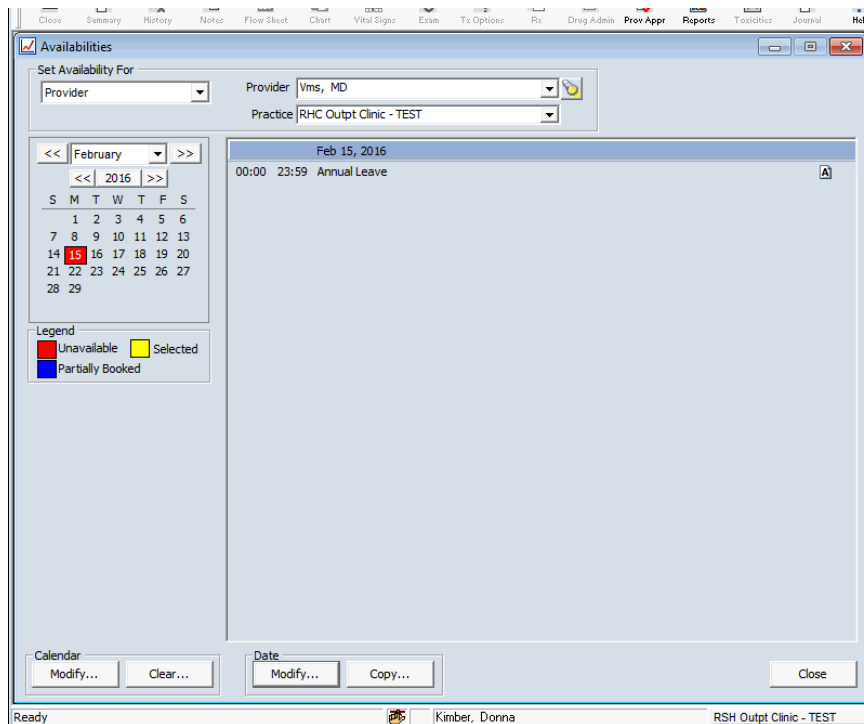 Close Summary History Notes Flow Sheet Chart Vital Signs Exam Tx Options Rx Drug Admin Prov Appr Reports Toxicities Journal Hel
Availabilities
Set Availability For
Provider
Provider Vms, MD
Practice RHC Outpt Clinic - TEST
<< February >>
<< 2016 >>
S M T W T F S
1 2 3 4 5 6
7 8 9 10 11 12 13
14 15 16 17 18 19 20
21 22 23 24 25 26 27
28 29
Legend
Unavailable Selected
Partially Booked
Feb 15, 2016
00:00 23:59 Annual Leave A
Calendar
Modify... Clear...
Date
Modify... Copy...
Close
Ready Kimber, Donna RSH Outpt Clinic - TEST